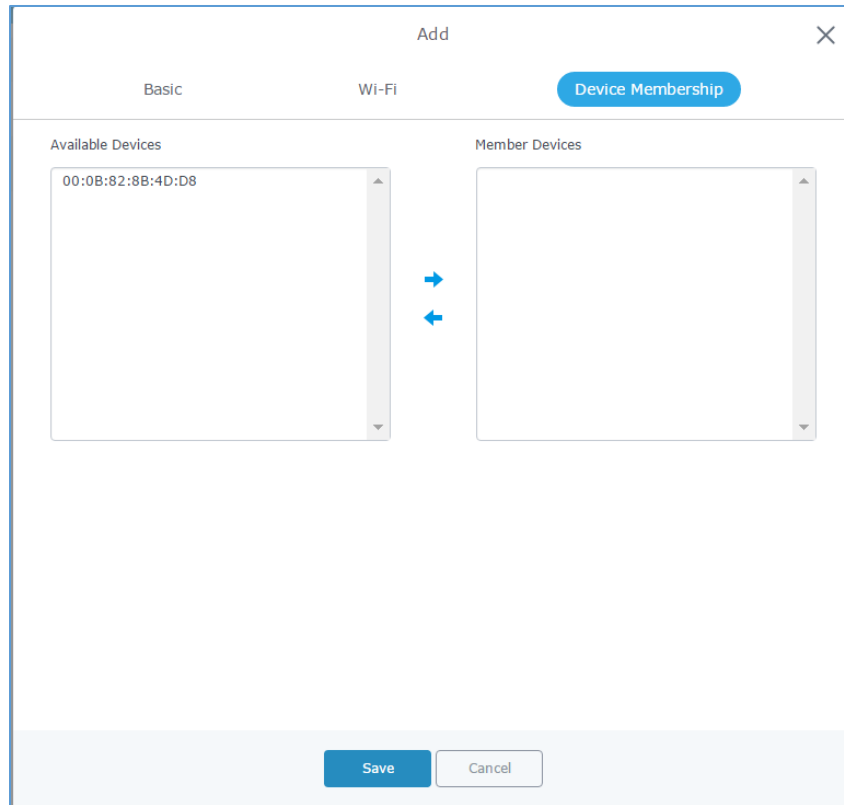 Add
Basic Wi-Fi Device Membership
Available Devices Member Devices
00:0B:82:8B:4D:D8
Save Cancel